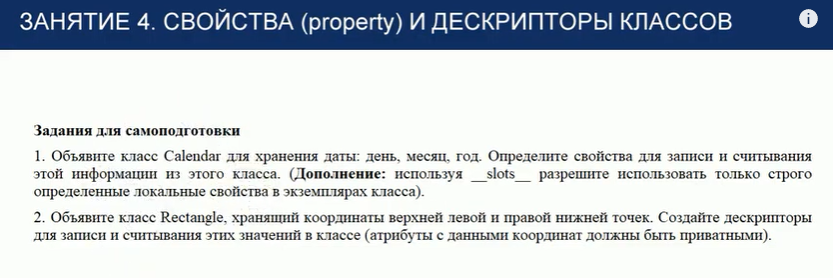 ЗАНЯТИЕ 4. СВОЙСТВА (property) И ДЕСКРИПТОРЫ КЛАССОВ
Задания для самоподготовки
1. Объявите класс Calendar для хранения даты: день, месяц, год. Определите свойства для записи и считывания
этой информации из этого класса. (Дополнение: используя __slots__ разрешите использовать только строго
определенные локальные свойства в экземплярах класса).
2. Объявите класс Rectangle, хранящий координаты верхней левой и правой нижней точек. Создайте дескрипторы
для записи и считывания этих значений в классе (атрибуты с данными координат должны быть приватными).